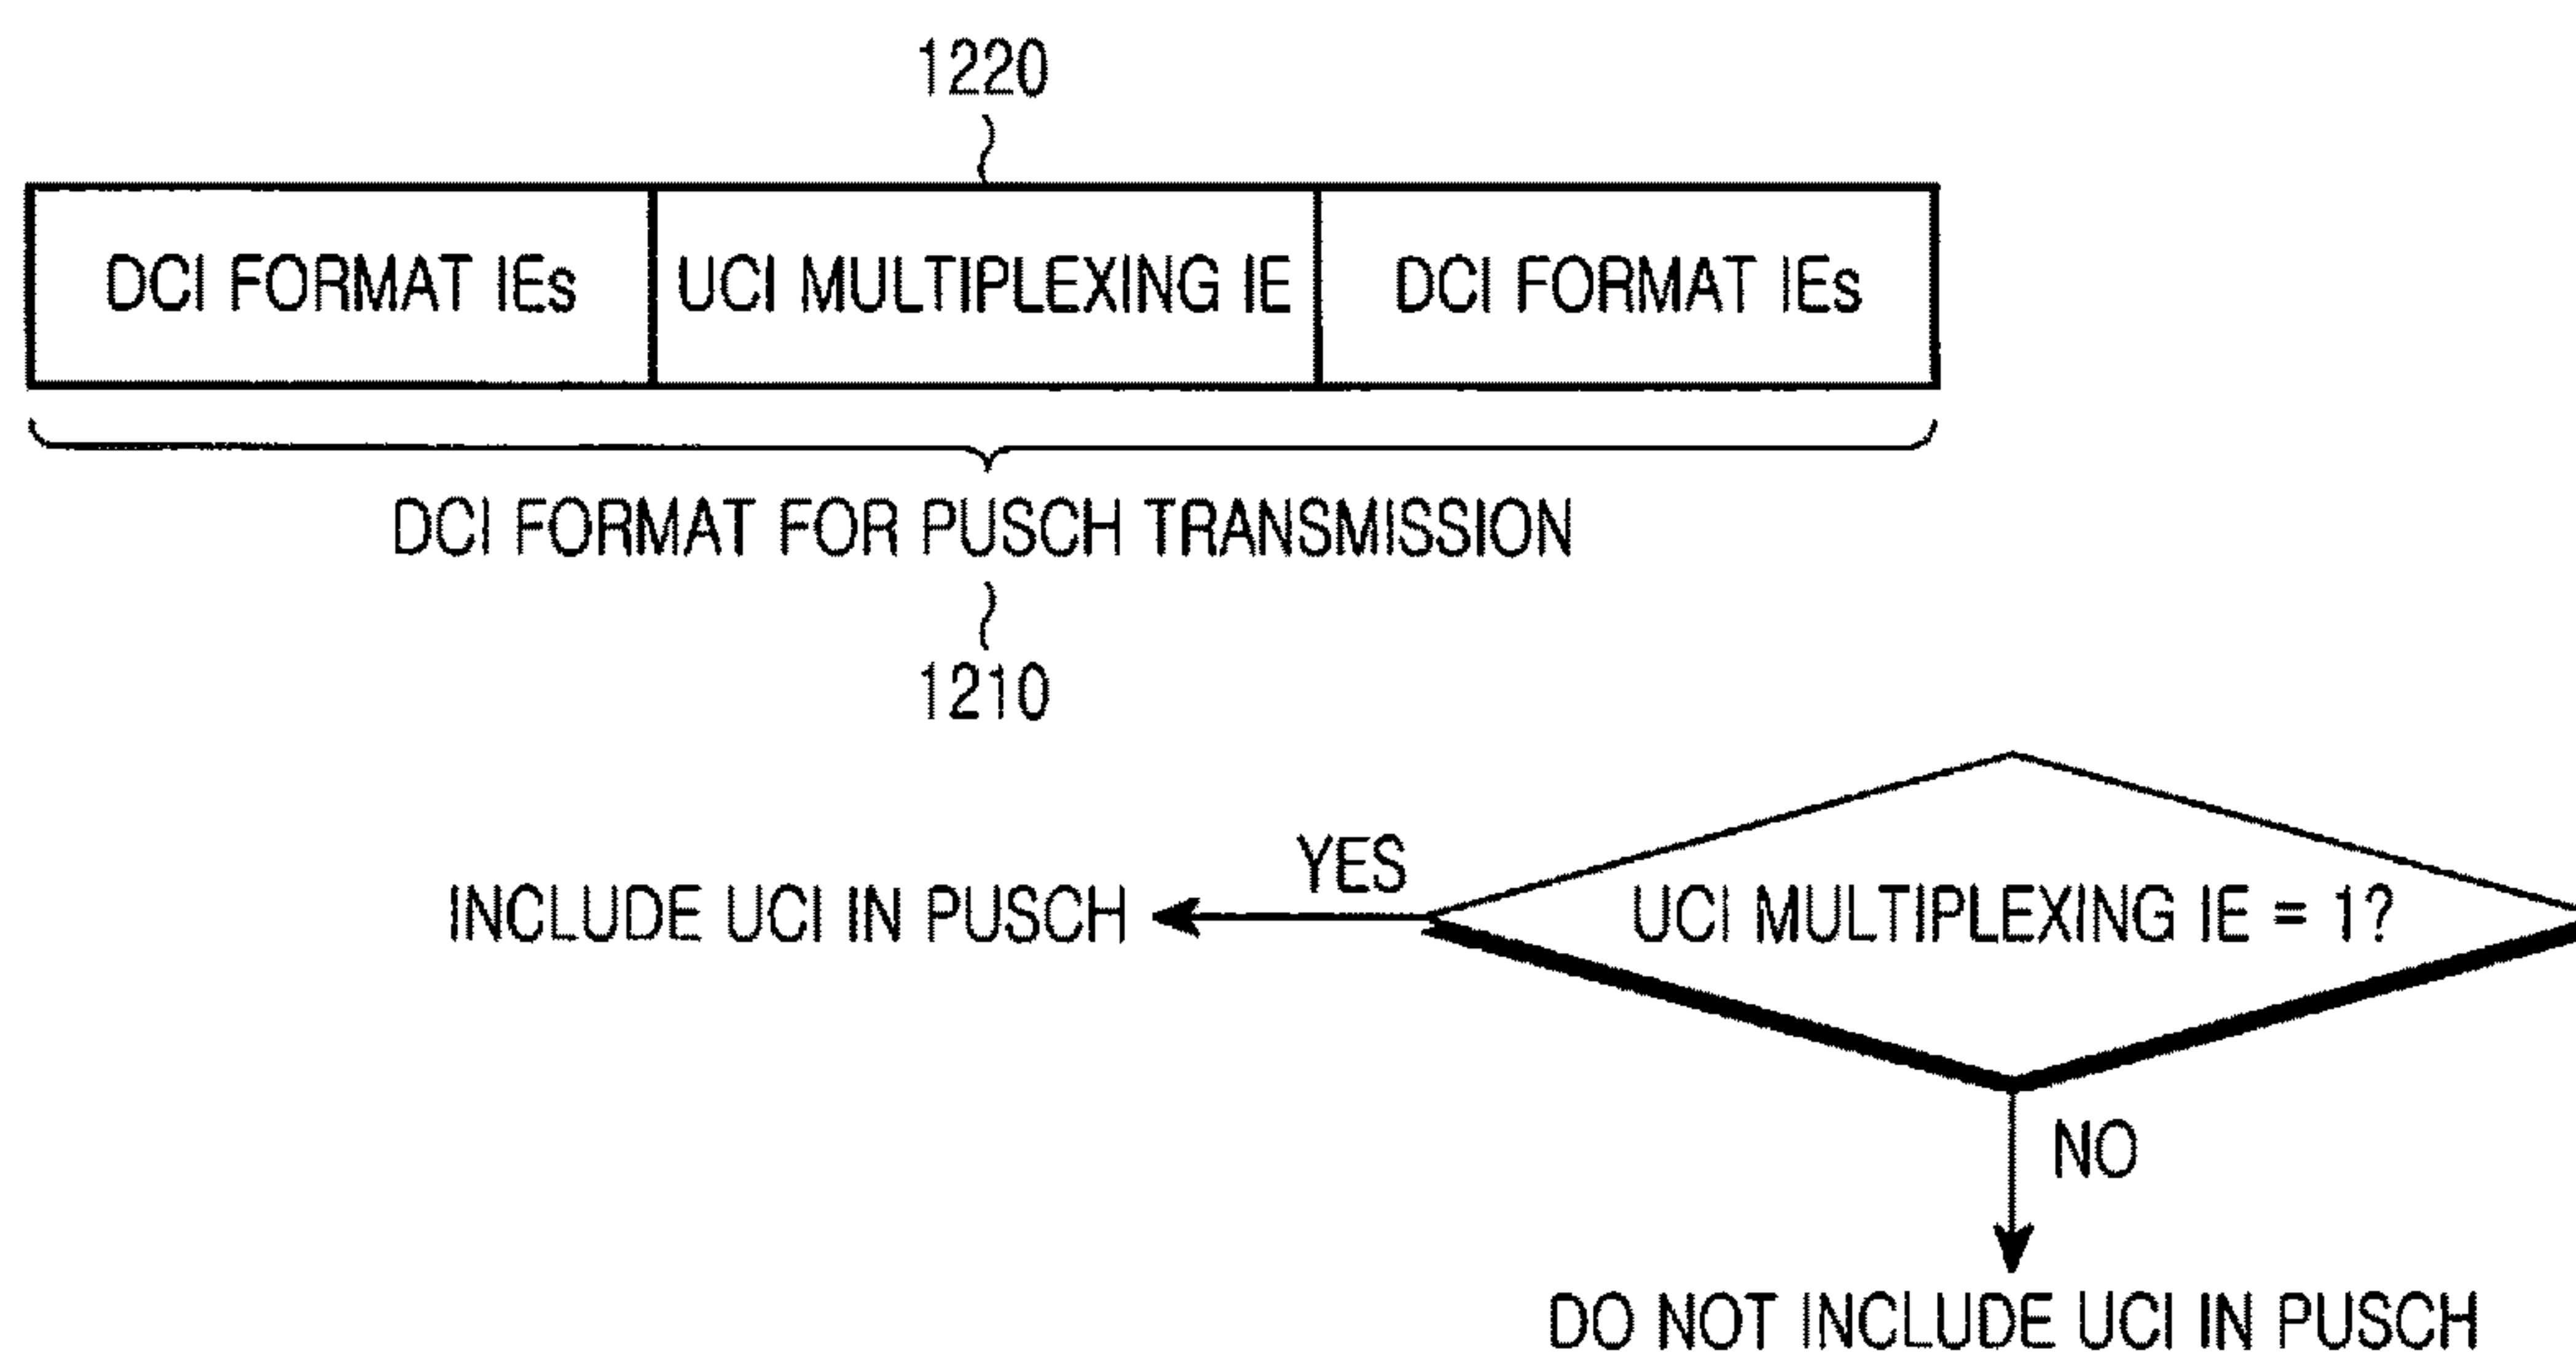 1220
DCI FORMAT IEs
UCI MULTIPLEXING IE
DCI FORMAT IEs
DCI FORMAT FOR PUSCH TRANSMISSION
1210
YES
INCLUDE UCI IN PUSCH
UCI MULTIPLEXING IE = 1?
NO
DO NOT INCLUDE UCI IN PUSCH